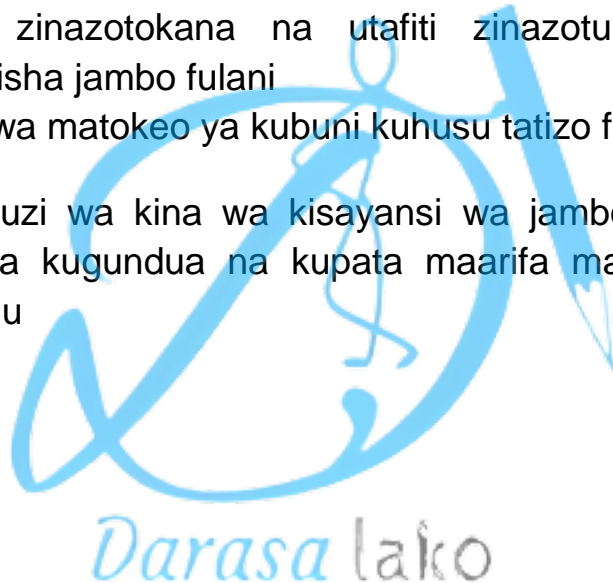 zinazotokana na utafiti zinazotu
isha jambo fulani
wa matokeo ya kubuni kuhusu tatizo f
uzi wa kina wa kisayansi wa jamb
a kugundua na kupata maarifa ma
u
Darasa lako